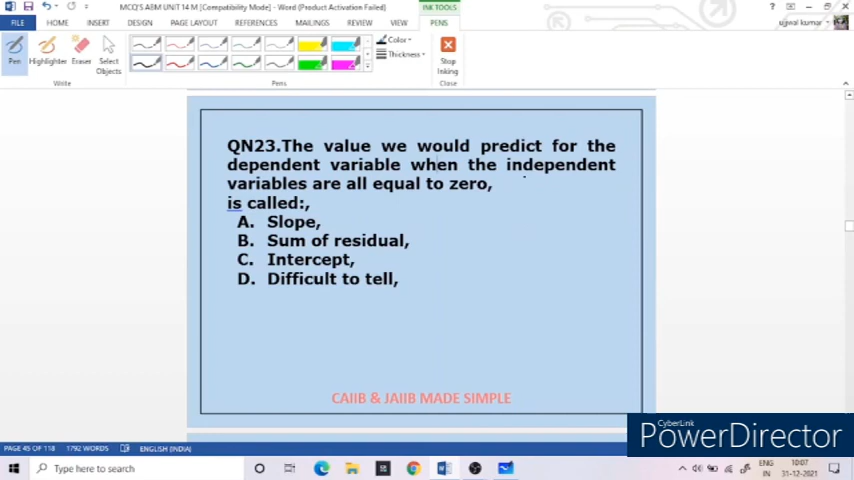 MCQ'S ABM UNIT 14 M [Compatibility Mode] - Word (Product Activation Failed)
INK TOOLS
FILE HOME INSERT DESIGN PAGE LAYOUT REFERENCES MAILINGS REVIEW VIEW PENS
ujjwal kumar
Pen Highlighter Eraser Select Objects
Color
Thickness
Stop Inking
Write Pens Close
QN23.The value we would predict for the
dependent variable when the independent
variables are all equal to zero,
is called:,
A. Slope,
B. Sum of residual,
C. Intercept,
D. Difficult to tell,
CAIIB & JAIIB MADE SIMPLE
CyberLink
PowerDirector
PAGE 45 OF 118 1792 WORDS ENGLISH (INDIA)
Type here to search
ENG
IN
10:07
31-12-2021